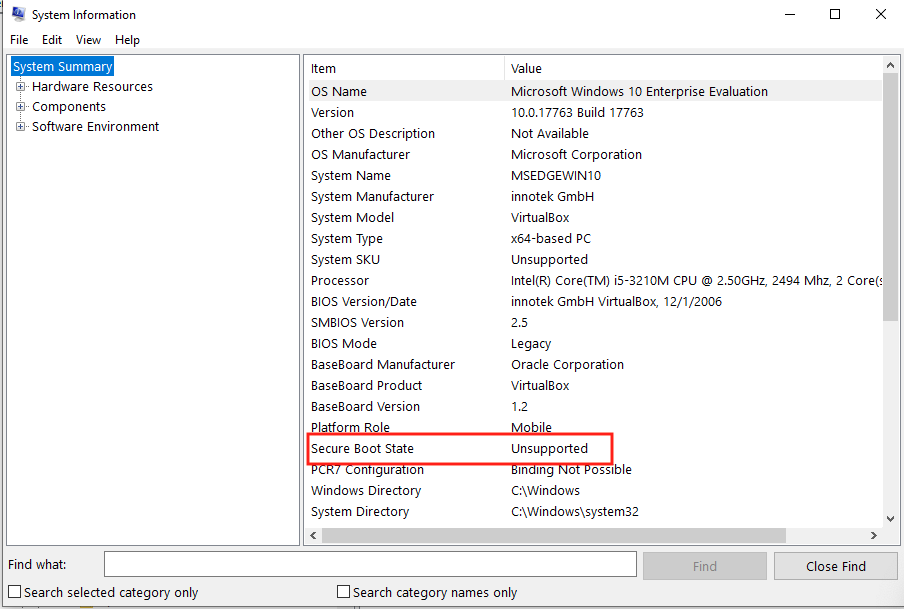 System Information
File Edit View Help
System Summary
Hardware Resources
Components
Software Environment
Item Value
OS Name Microsoft Windows 10 Enterprise Evaluation
Version 10.0.17763 Build 17763
Other OS Description Not Available
OS Manufacturer Microsoft Corporation
System Name MSEDGEWIN10
System Manufacturer innotek GmbH
System Model VirtualBox
System Type x64-based PC
System SKU Unsupported
Processor Intel(R) Core(TM) i5-3210M CPU @ 2.50GHz, 2494 Mhz, 2 Core(s
BIOS Version/Date innotek GmbH VirtualBox, 12/1/2006
SMBIOS Version 2.5
BIOS Mode Legacy
BaseBoard Manufacturer Oracle Corporation
BaseBoard Product VirtualBox
BaseBoard Version 1.2
Platform Role Mobile
Secure Boot State Unsupported
PCR7 Configuration Binding Not Possible
Windows Directory C:\Windows
System Directory C:\Windows\system32
Find what: Find Close Find
Search selected category only Search category names only